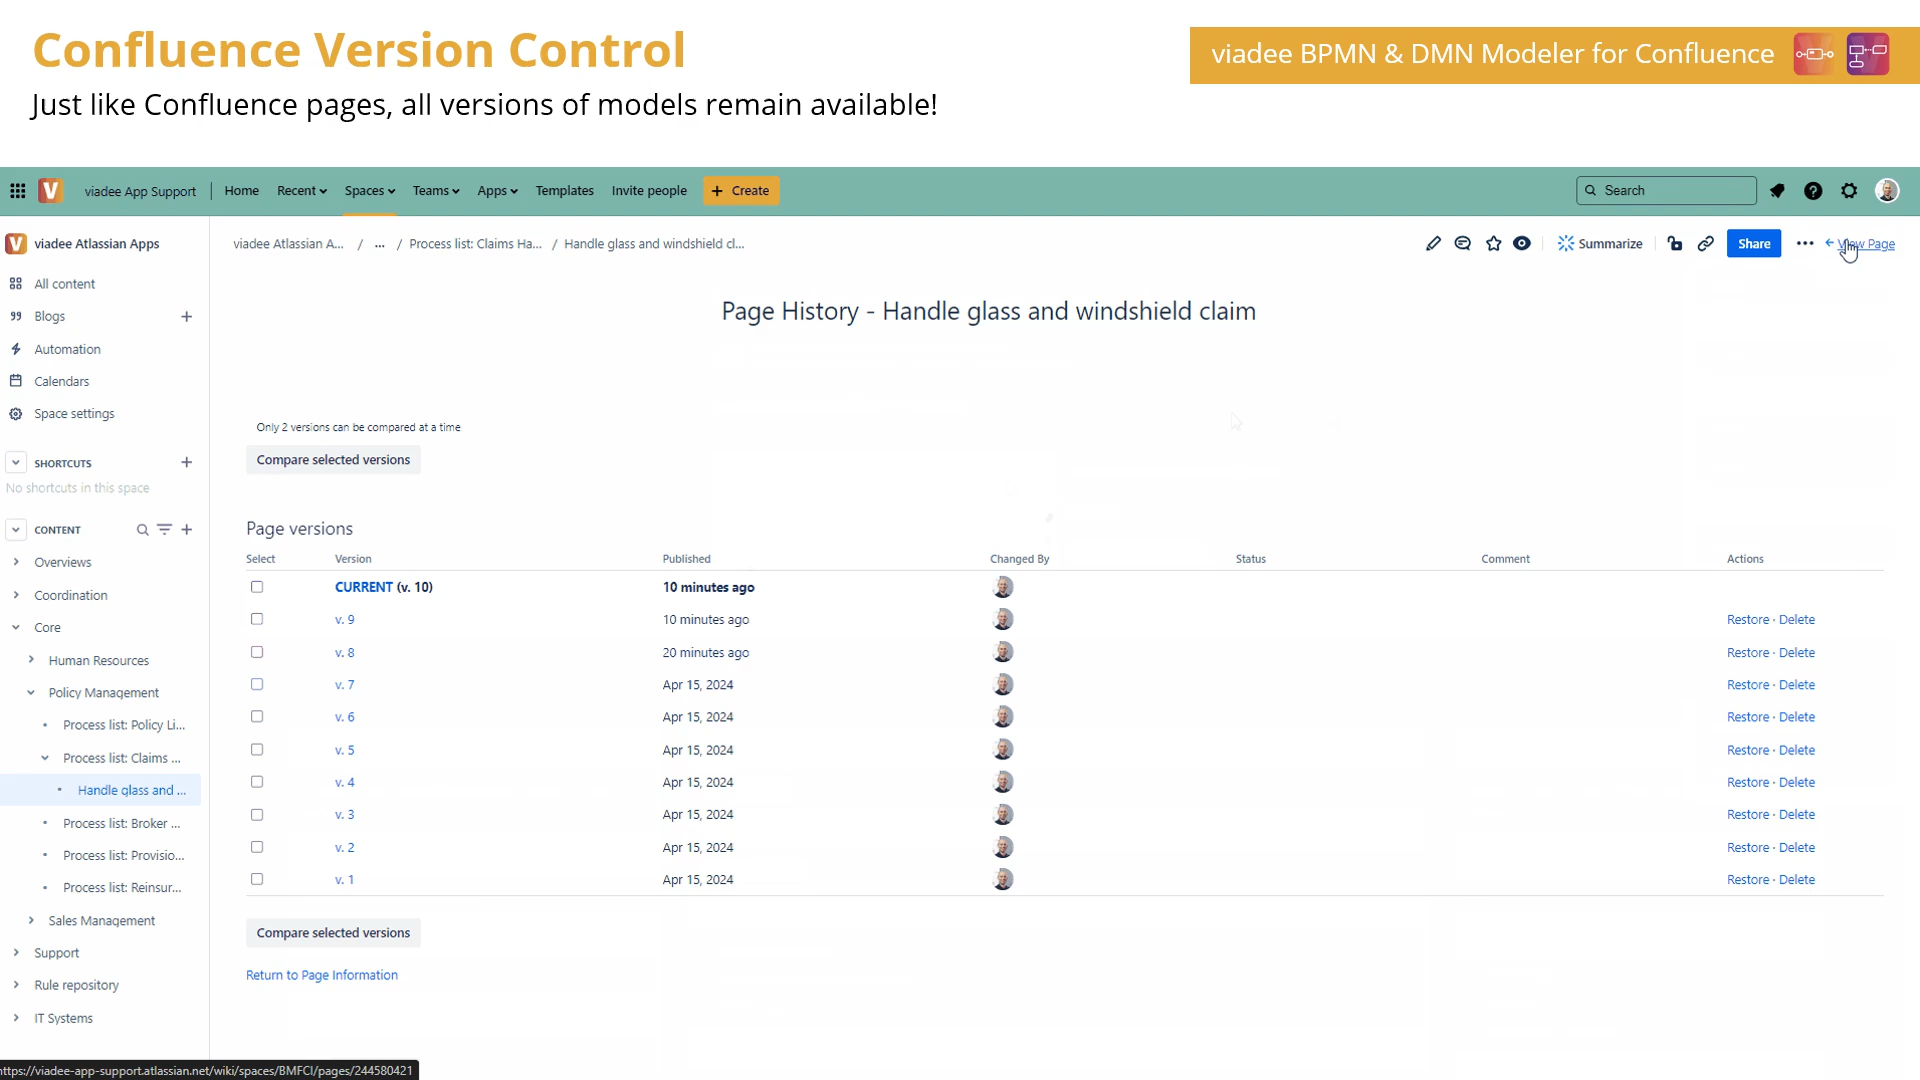 Confluence Version Control
viadee BPMN & DMN Modeler for Confluence
Just like Confluence pages, all versions of models remain available!
viadee App Support
Home
Recent
Spaces
Teams
Apps
Templates
Invite people
+ Create
Search
viadee Atlassian Apps
viadee Atlassian A... / ... / Process list: Claims Ha... / Handle glass and windshield cl...
Summarize
Share
View Page
All content
Blogs
Automation
Calendars
Space settings
SHORTCUTS
No shortcuts in this space
CONTENT
Overviews
Coordination
Core
Human Resources
Policy Management
Process list: Policy Li...
Process list: Claims ...
Handle glass and ...
Process list: Broker ...
Process list: Provisio...
Process list: Reinsur...
Sales Management
Support
Rule repository
IT Systems
Page History - Handle glass and windshield claim
Only 2 versions can be compared at a time
Compare selected versions
Page versions
Select Version Published Changed By Status Comment Actions
CURRENT (v. 10) 10 minutes ago
v. 9 10 minutes ago Restore · Delete
v. 8 20 minutes ago Restore · Delete
v. 7 Apr 15, 2024 Restore · Delete
v. 6 Apr 15, 2024 Restore · Delete
v. 5 Apr 15, 2024 Restore · Delete
v. 4 Apr 15, 2024 Restore · Delete
v. 3 Apr 15, 2024 Restore · Delete
v. 2 Apr 15, 2024 Restore · Delete
v. 1 Apr 15, 2024 Restore · Delete
Compare selected versions
Return to Page Information
https://viadee-app-support.atlassian.net/wiki/spaces/BMFCl/pages/244580421